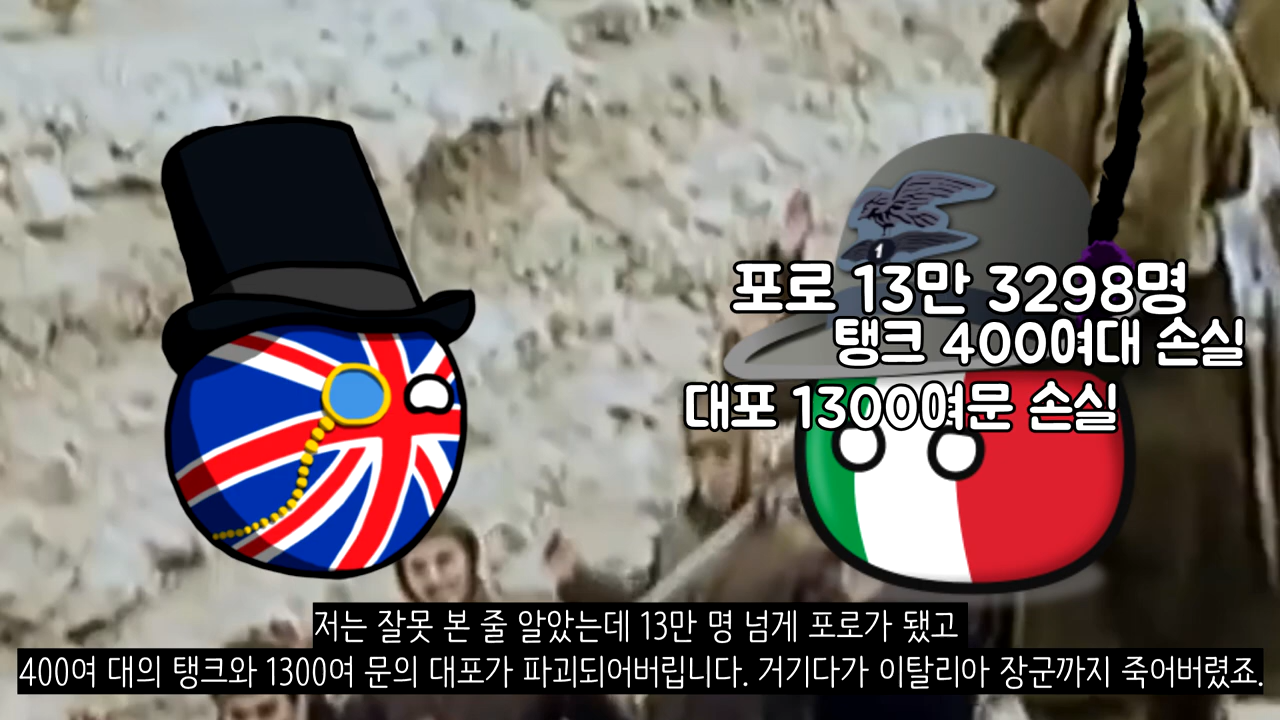 1
포로 13만 3298명
탱크 400여대 손실
대포 1300여문 손실
저는 잘못 본 줄 알았는데 13만 명 넘게 포로가 됐고
400여 대의 탱크와 1300여 문의 대포가 파괴되어버립니다. 거기다가 이탈리아 장군까지 죽어버렸죠.